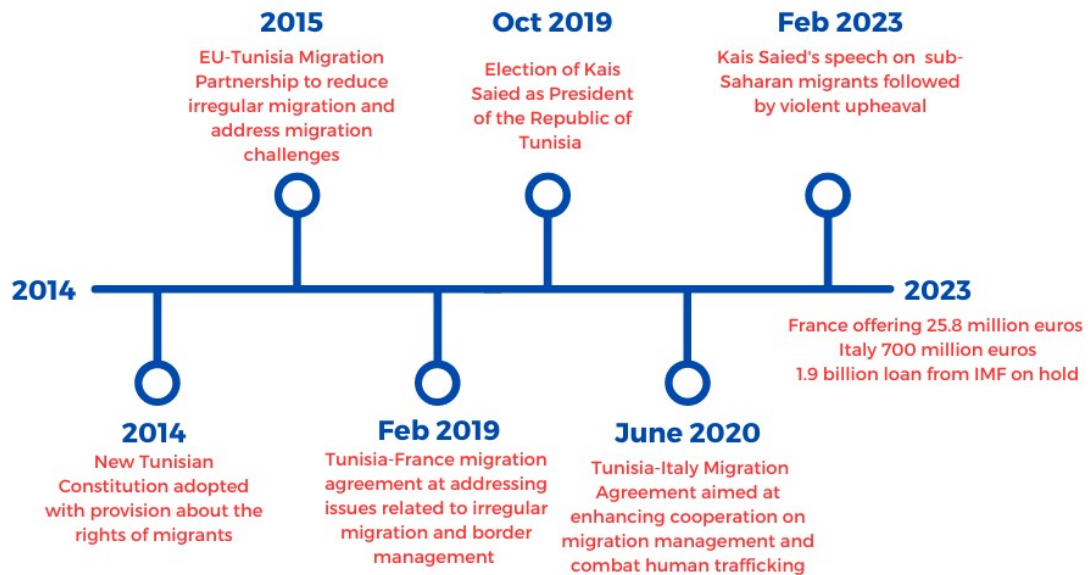 2015
EU-Tunisia Migration
Partnership to reduce
irregular migration and
address migration
challenges
Oct 2019
Election of Kais
Saied as President
of the Republic of
Tunisia
Feb 2023
Kais Saied's speech on sub-
Saharan migrants followed
by violent upheaval
2014
2023
France offering 25.8 million euros
Italy 700 million euros
1.9 billion loan from IMF on hold
2014
New Tunisian
Constitution adopted
with provision about the
rights of migrants
Feb 2019
Tunisia-France migration
agreement at addressing
issues related to irregular
migration and border
management
June 2020
Tunisia-Italy Migration
Agreement aimed at
enhancing cooperation on
migration management and
combat human trafficking